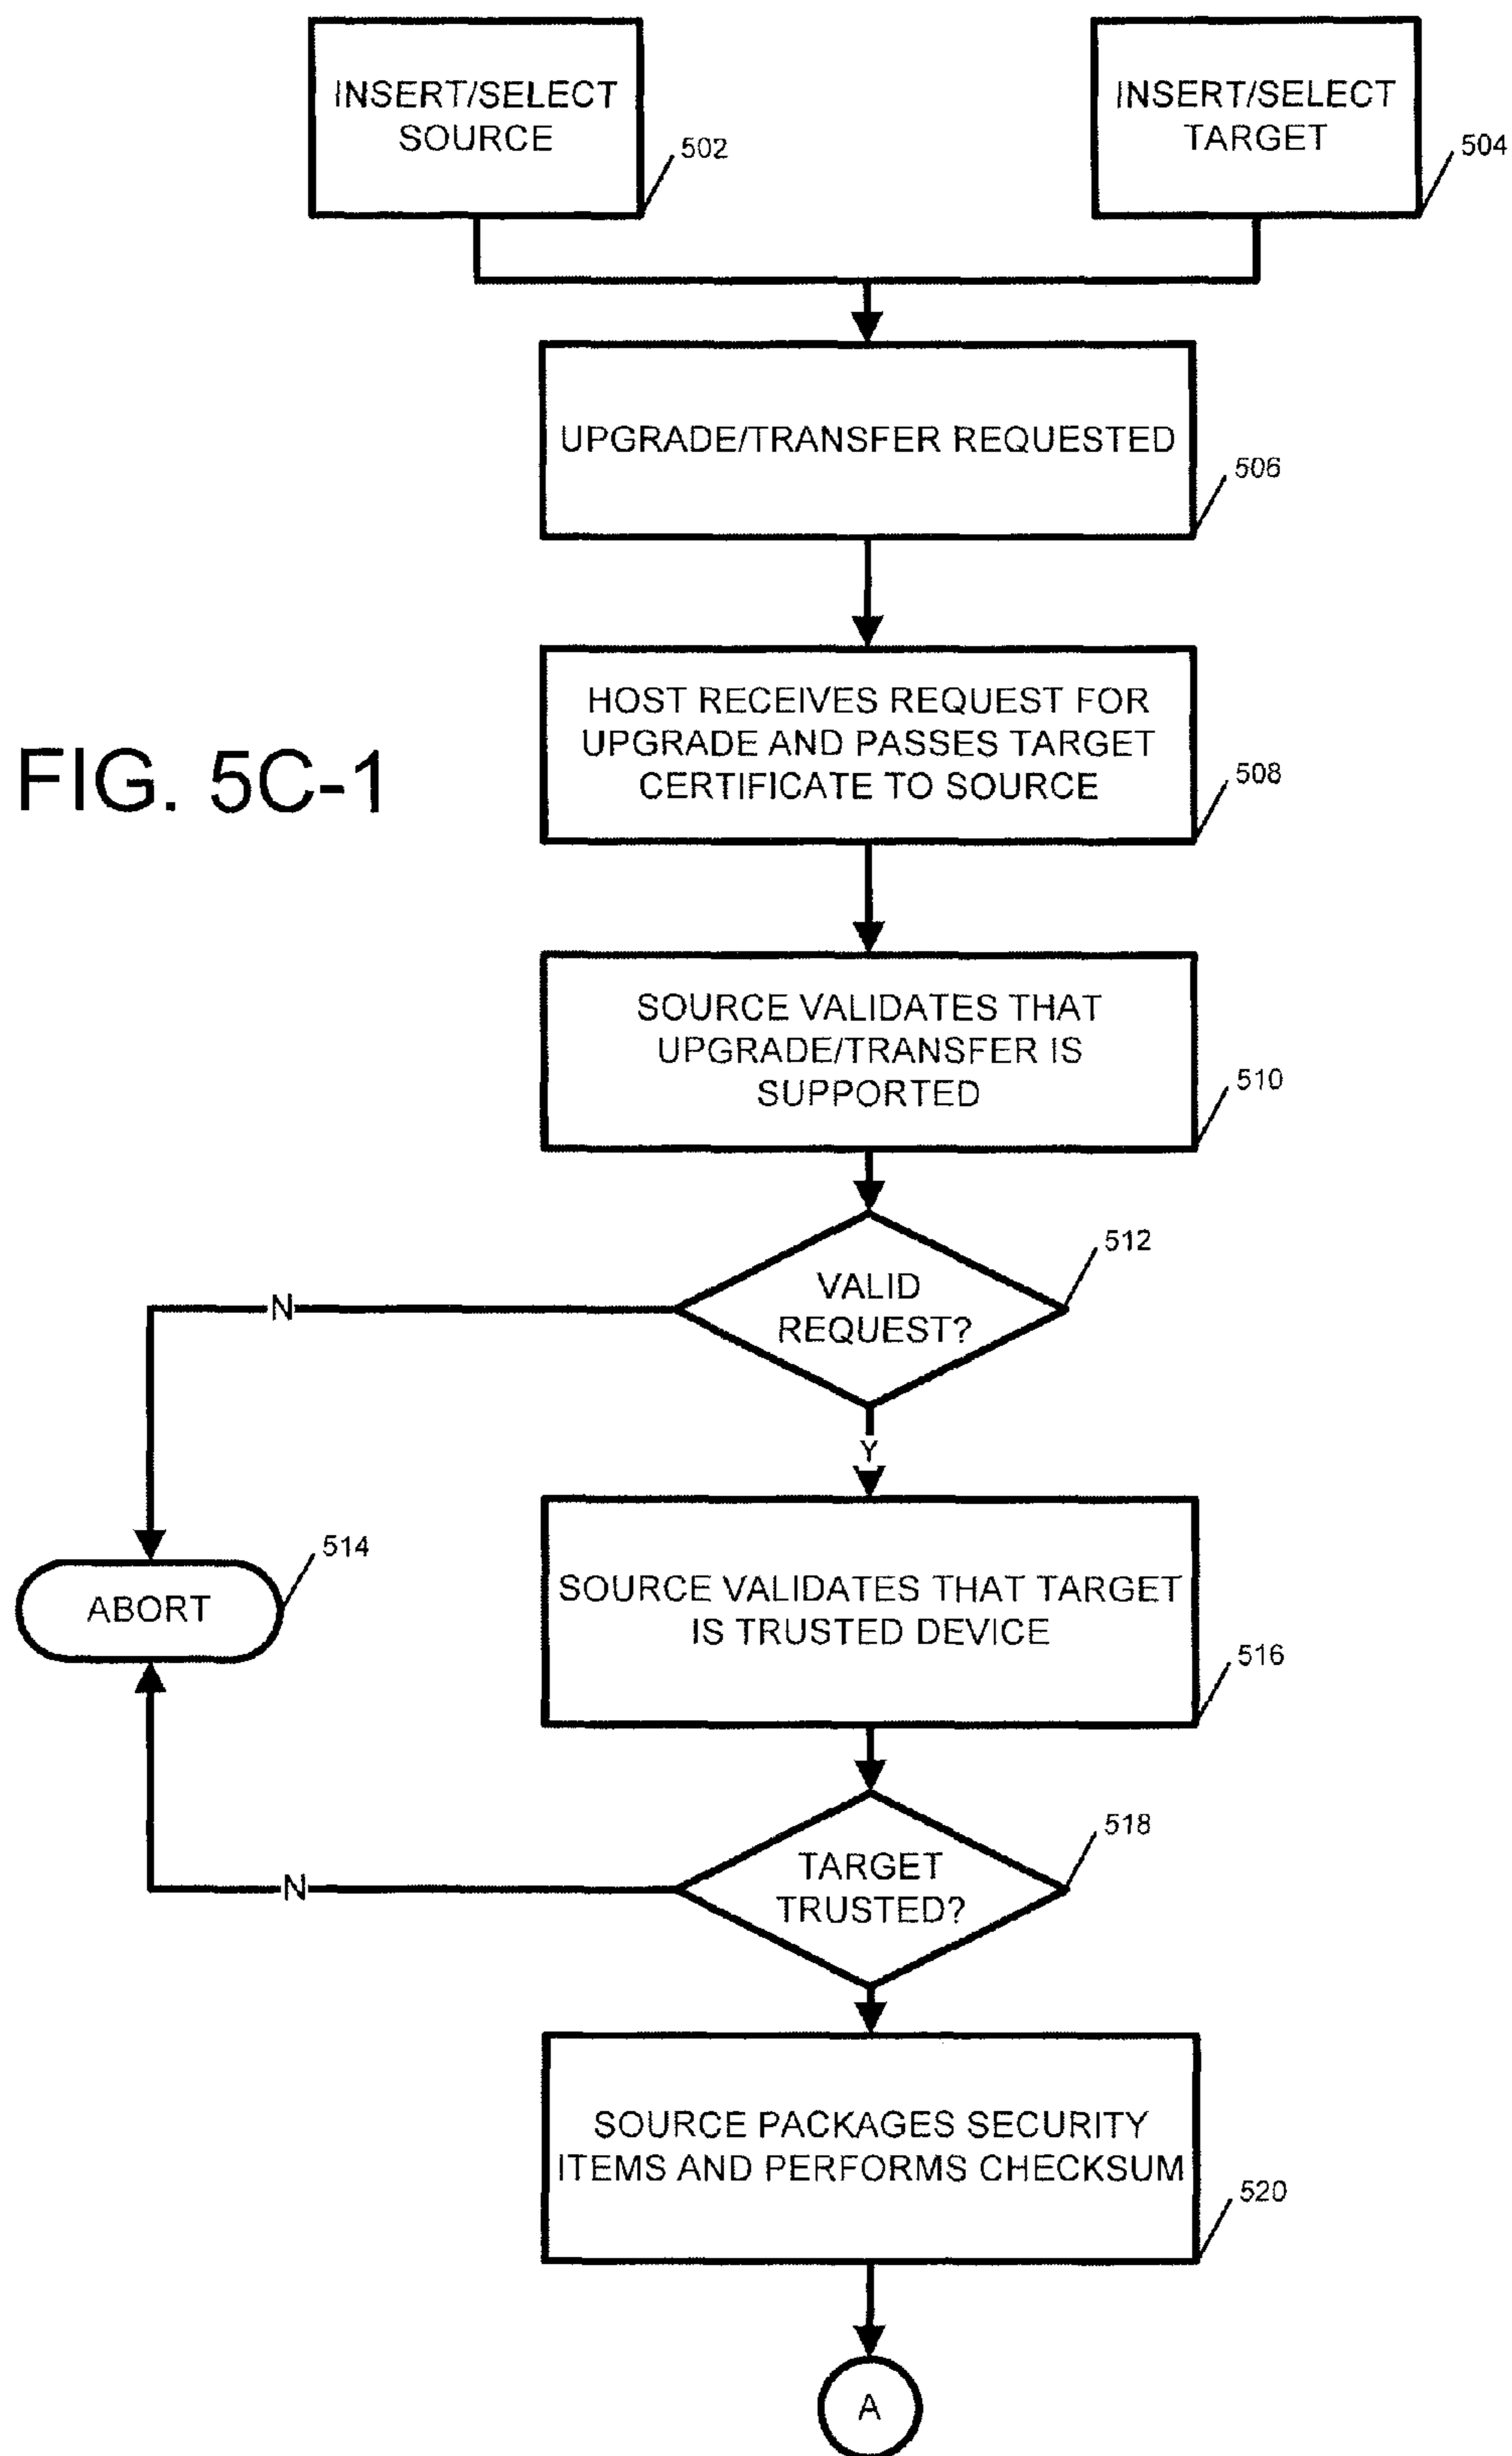 INSERT/SELECT
SOURCE
502
INSERT/SELECT
TARGET
504
UPGRADE/TRANSFER REQUESTED
506
FIG. 5C-1
HOST RECEIVES REQUEST FOR
UPGRADE AND PASSES TARGET
CERTIFICATE TO SOURCE
508
SOURCE VALIDATES THAT
UPGRADE/TRANSFER IS
SUPPORTED
510
VALID
REQUEST?
512
N
Y
ABORT
514
SOURCE VALIDATES THAT TARGET
IS TRUSTED DEVICE
516
TARGET
TRUSTED?
518
N
SOURCE PACKAGES SECURITY
ITEMS AND PERFORMS CHECKSUM
520
A